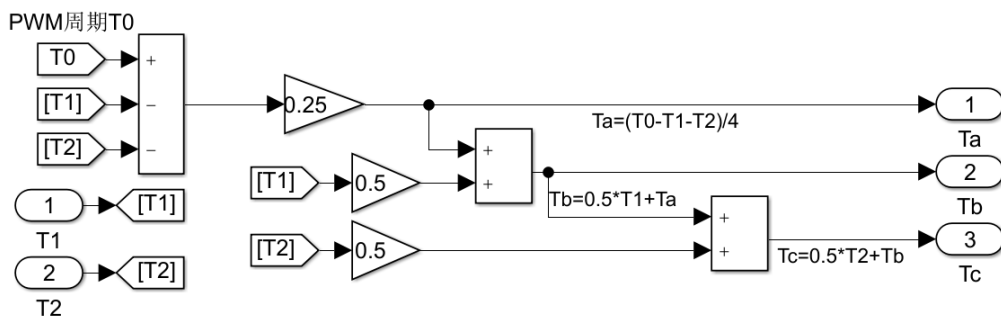 PWM周期T0
T0
+
[T1]
−
[T2]
−
0.25
Ta=(T0-T1-T2)/4
1
Ta
[T1]
0.5
+
+
Tb=0.5*T1+Ta
2
Tb
1
T1
[T1]
[T2]
0.5
+
+
Tc=0.5*T2+Tb
3
Tc
2
T2
[T2]